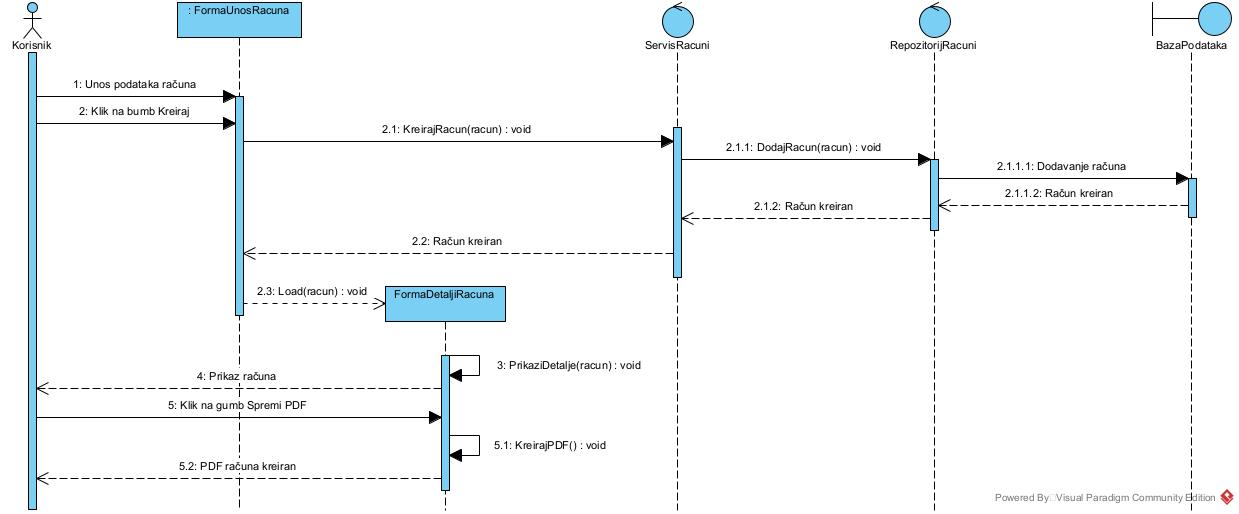 : FormaUnosRacuna
Korisnik
ServisRacuni
RepozitorijRacuni
BazaPodataka
1: Unos podataka računa
2: Klik na bumb Kreiraj
2.1: KreirajRacun(racun) : void
2.1.1: DodajRacun(racun) : void
2.1.1.1: Dodavanje računa
2.1.1.2: Račun kreiran
2.1.2: Račun kreiran
2.2: Račun kreiran
2.3: Load(racun) : void
FormaDetaljiRacuna
3: PrikaziDetalje(racun) : void
4: Prikaz računa
5: Klik na gumb Spremi PDF
5.1: KreirajPDF() : void
5.2: PDF računa kreiran
Powered By Visual Paradigm Community Edition